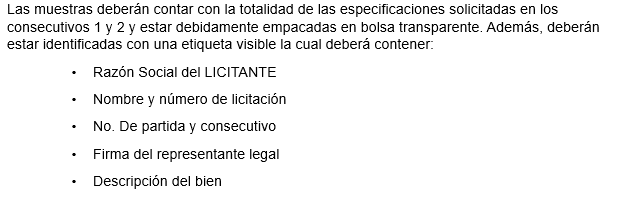 Las muestras deberán contar con la totalidad de las especificaciones solicitadas en los
consecutivos 1 y 2 y estar debidamente empacadas en bolsa transparente. Además, deberán
estar identificadas con una etiqueta visible la cual deberá contener:
• Razón Social del LICITANTE
• Nombre y número de licitación
• No. De partida y consecutivo
• Firma del representante legal
• Descripción del bien